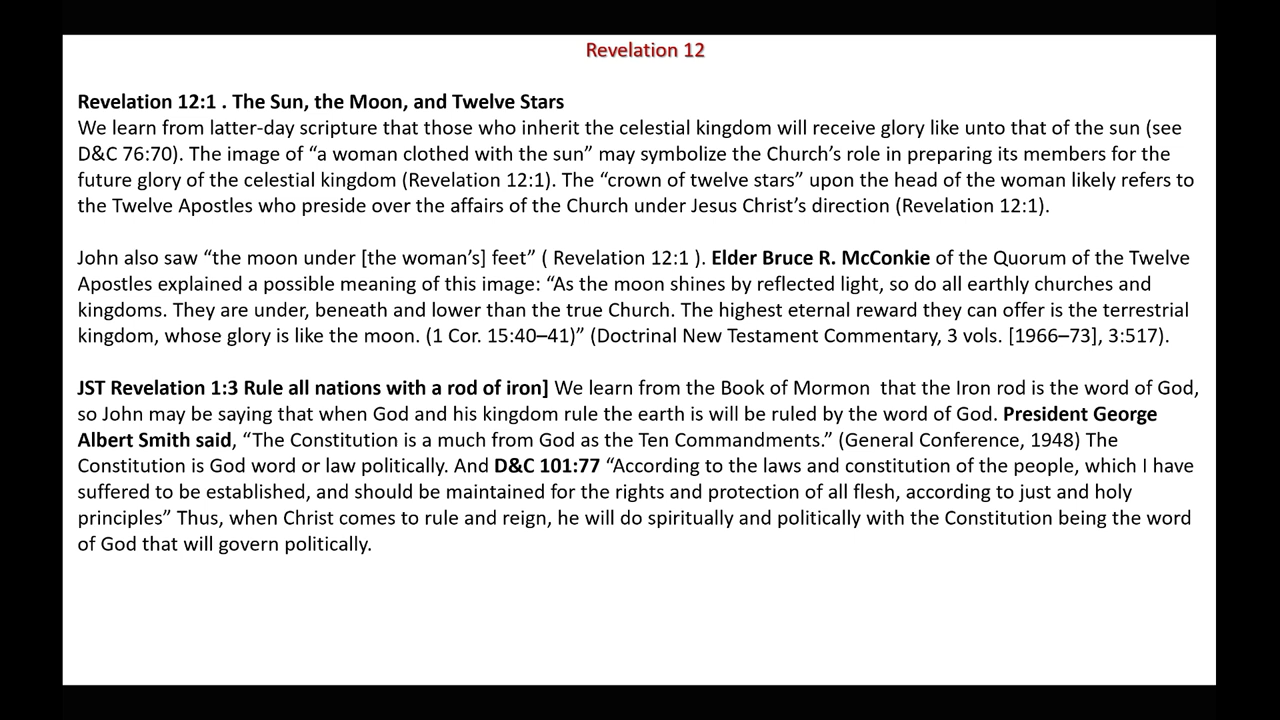 Revelation 12
Revelation 12:1 . The Sun, the Moon, and Twelve Stars
We learn from latter-day scripture that those who inherit the celestial kingdom will receive glory like unto that of the sun (see
D&C 76:70). The image of “a woman clothed with the sun” may symbolize the Church’s role in preparing its members for the
future glory of the celestial kingdom (Revelation 12:1). The “crown of twelve stars” upon the head of the woman likely refers to
the Twelve Apostles who preside over the affairs of the Church under Jesus Christ’s direction (Revelation 12:1).
John also saw “the moon under [the woman’s] feet” ( Revelation 12:1 ). Elder Bruce R. McConkie of the Quorum of the Twelve
Apostles explained a possible meaning of this image: “As the moon shines by reflected light, so do all earthly churches and
kingdoms. They are under, beneath and lower than the true Church. The highest eternal reward they can offer is the terrestrial
kingdom, whose glory is like the moon. (1 Cor. 15:40–41)” (Doctrinal New Testament Commentary, 3 vols. [1966–73], 3:517).
JST Revelation 1:3 Rule all nations with a rod of iron] We learn from the Book of Mormon  that the Iron rod is the word of God,
so John may be saying that when God and his kingdom rule the earth is will be ruled by the word of God. President George
Albert Smith said, “The Constitution is a much from God as the Ten Commandments.” (General Conference, 1948) The
Constitution is God word or law politically. And D&C 101:77 “According to the laws and constitution of the people, which I have
suffered to be established, and should be maintained for the rights and protection of all flesh, according to just and holy
principles” Thus, when Christ comes to rule and reign, he will do spiritually and politically with the Constitution being the word
of God that will govern politically.